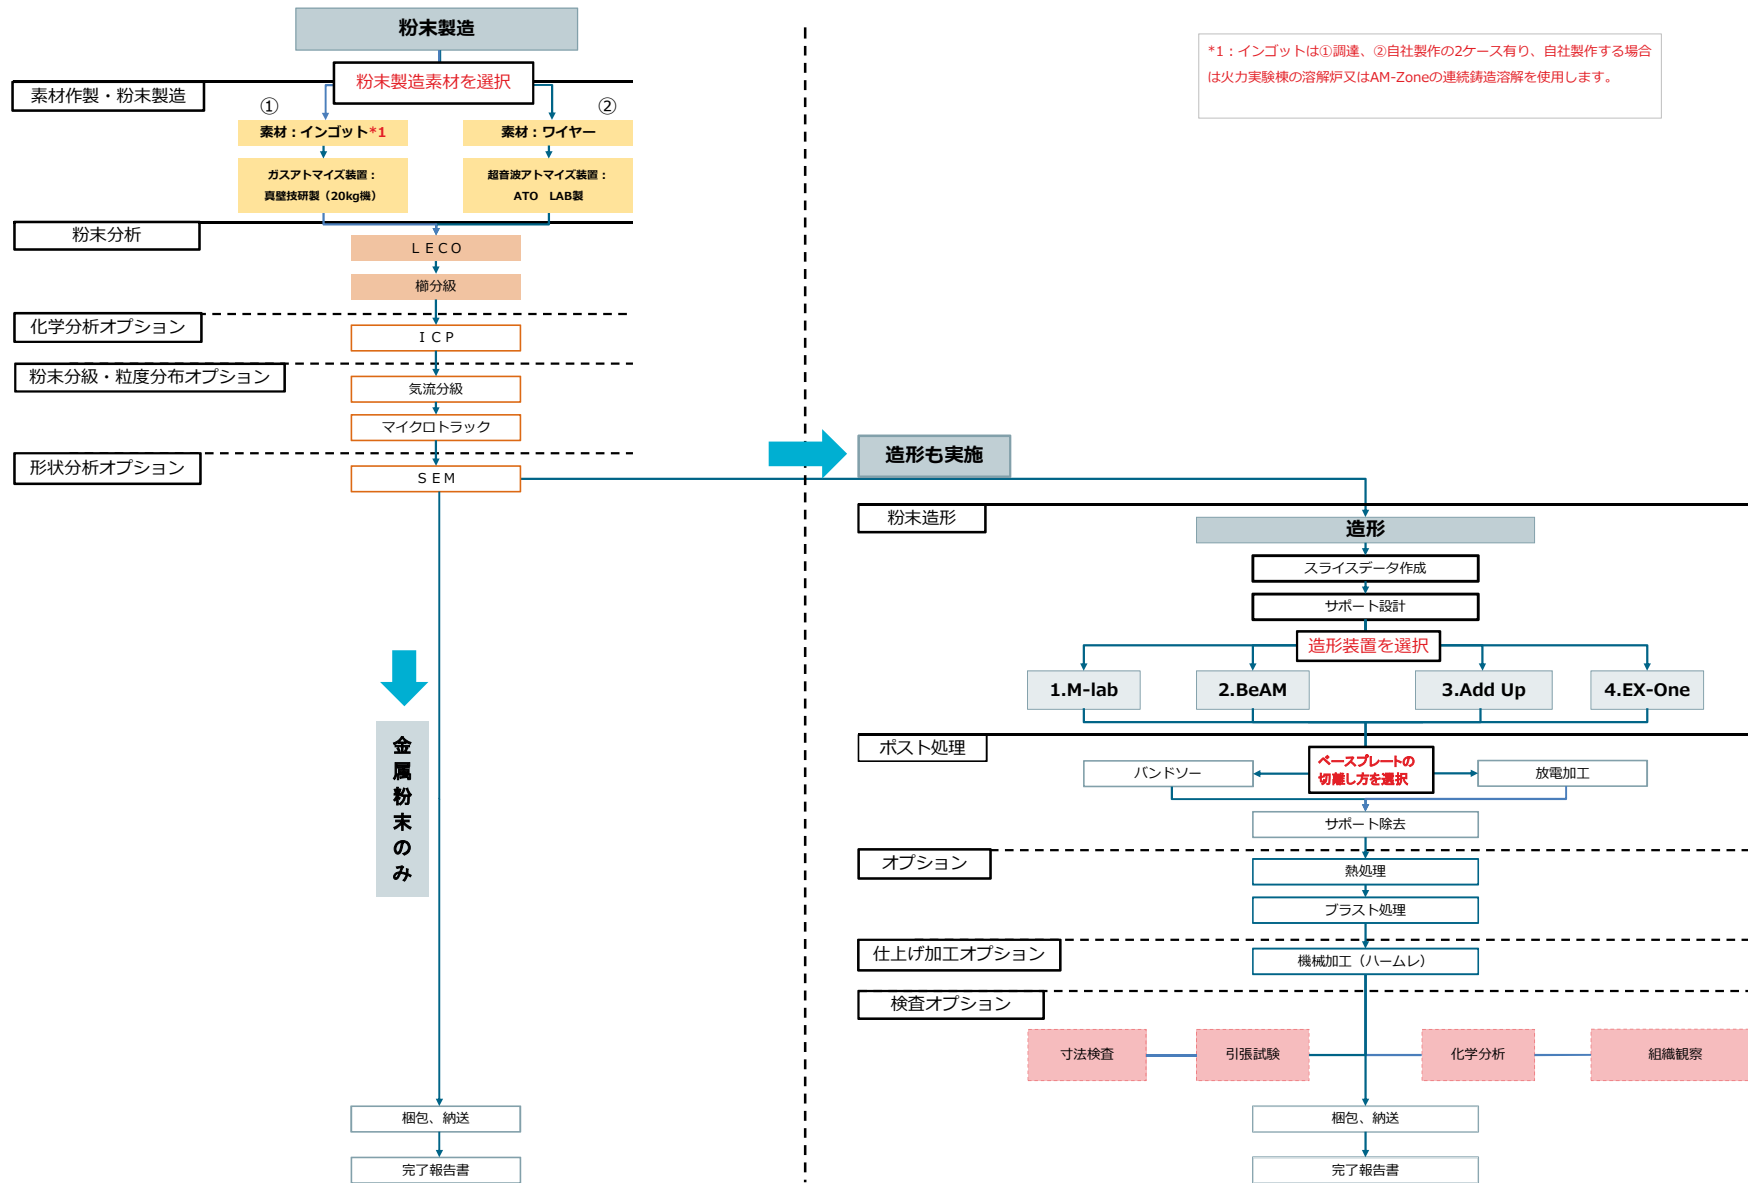 粉末製造
*1：インゴットは①調達、②自社製作の2ケース有り、自社製作する場合
は火力実験棟の溶解炉又はAM-Zoneの連続鋳造溶解を使用します。
粉末製造素材を選択
素材作製・粉末製造
①
②
素材：インゴット*1
素材：ワイヤー
ガスアトマイズ装置：
真壁技研製（20kg機）
超音波アトマイズ装置：
ATO LAB製
粉末分析
ＬＥＣＯ
櫛分級
化学分析オプション
ＩＣＰ
粉末分級・粒度分布オプション
気流分級
マイクロトラック
形状分析オプション
ＳＥＭ
金属粉末のみ
梱包、納送
完了報告書
造形も実施
粉末造形
造形
スライスデータ作成
サポート設計
造形装置を選択
1.M-lab
2.BeAM
3.Add Up
4.EX-One
ポスト処理
ベースプレートの
切離し方を選択
バンドソー
放電加工
サポート除去
オプション
熱処理
ブラスト処理
仕上げ加工オプション
機械加工（ハームレ）
検査オプション
寸法検査
引張試験
化学分析
組織観察
梱包、納送
完了報告書